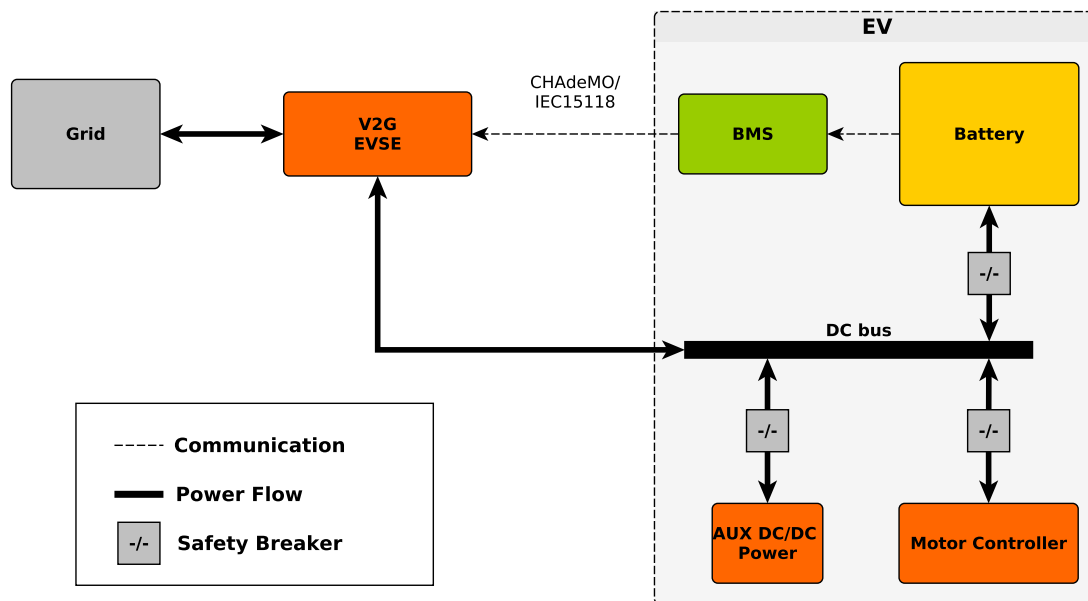 EV
CHAdeMO/
IEC15118
Grid
V2G
EVSE
BMS
Battery
-/-
DC bus
-/-
-/-
AUX DC/DC
Power
Motor Controller
Communication
Power Flow
-/-
Safety Breaker